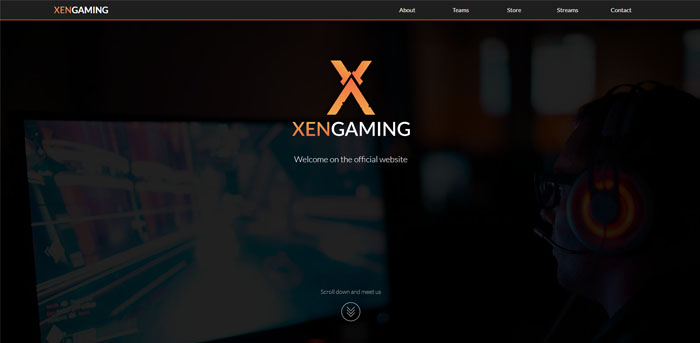 XENGAMING
About
Teams
Store
Streams
Contact
XENGAMING
Welcome on the official website
Scroll down and meet us